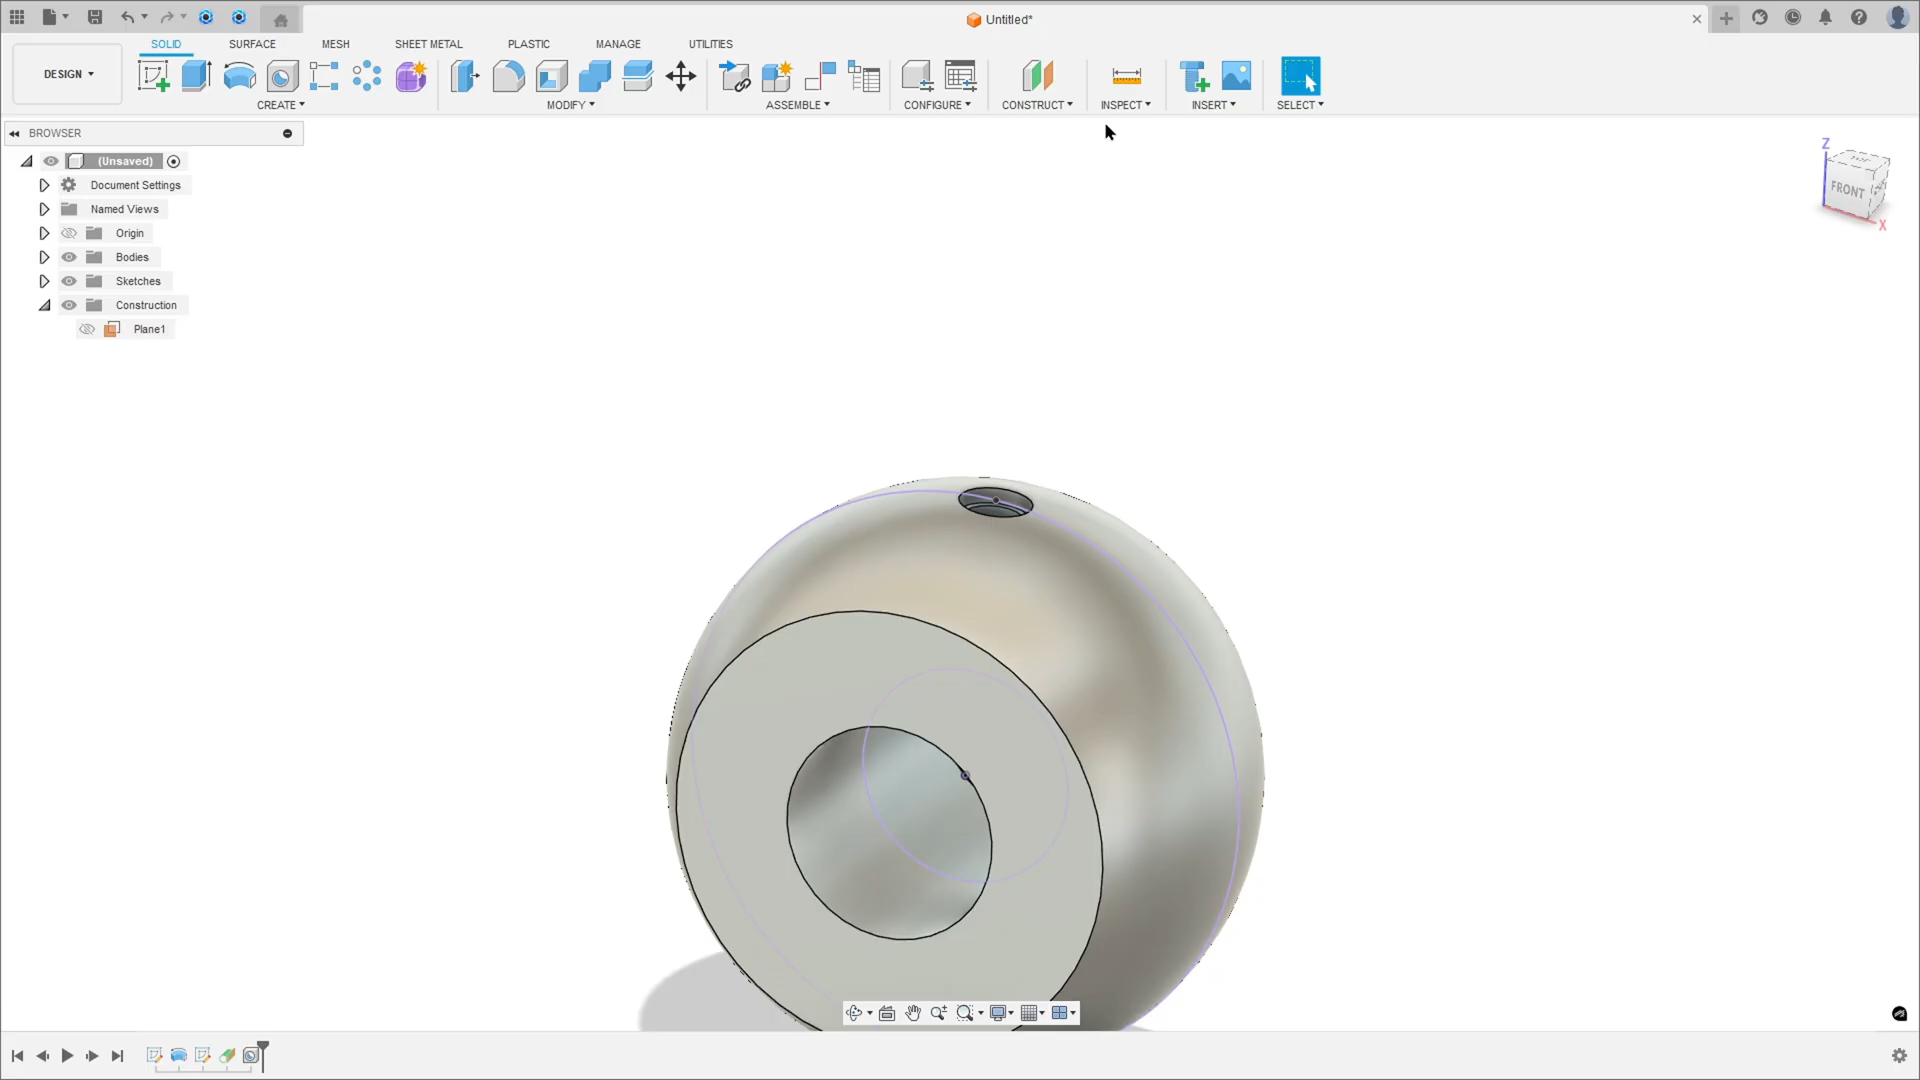 Untitled*
SOLID SURFACE MESH SHEET METAL PLASTIC MANAGE UTILITIES
DESIGN
CREATE MODIFY ASSEMBLE CONFIGURE CONSTRUCT INSPECT INSERT SELECT
BROWSER
(Unsaved)
Document Settings
Named Views
Origin
Bodies
Sketches
Construction
Plane1
Z
TOP
FRONT
X